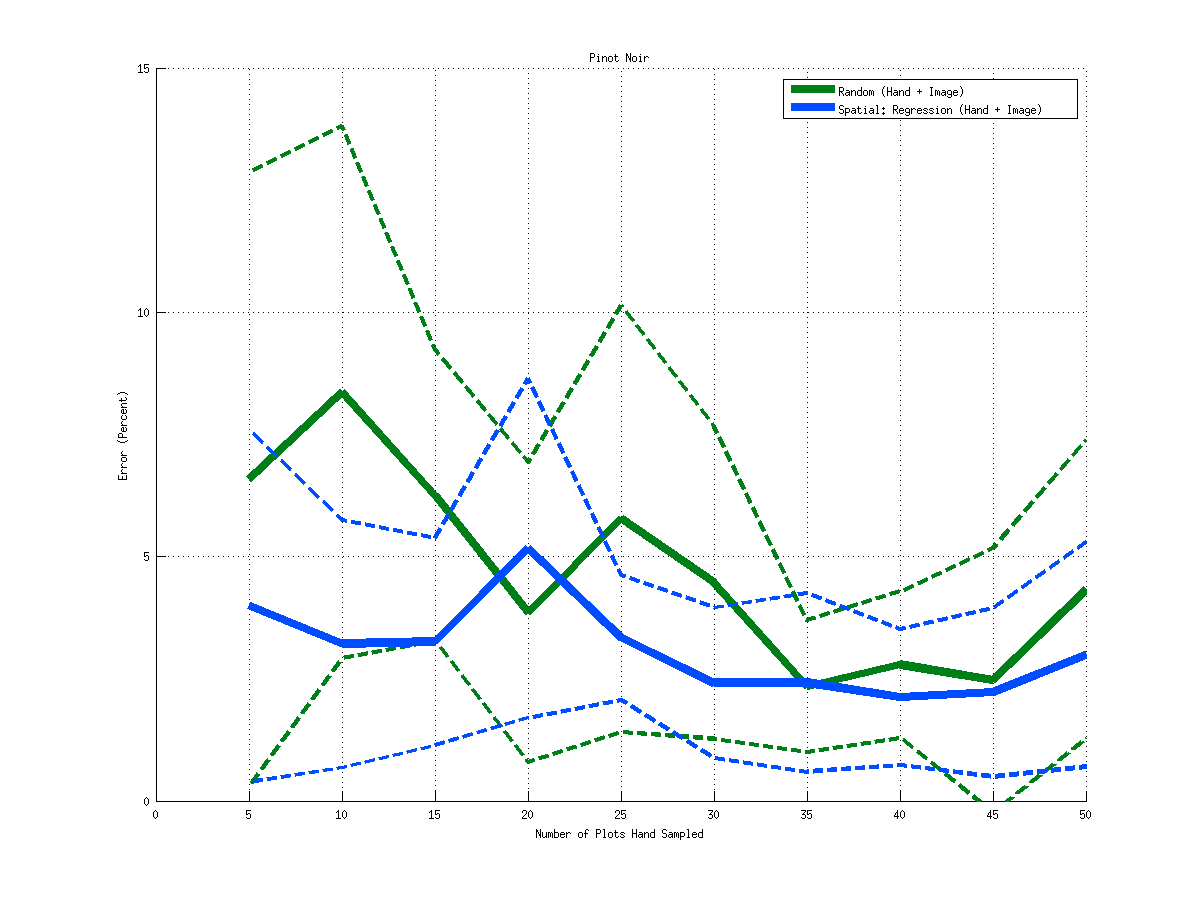 Pinot Noir
Random (Hand + Image)
Spatial: Regression (Hand + Image)
15
10
5
0
Error (Percent)
0 5 10 15 20 25 30 35 40 45 50
Number of Plots Hand Sampled